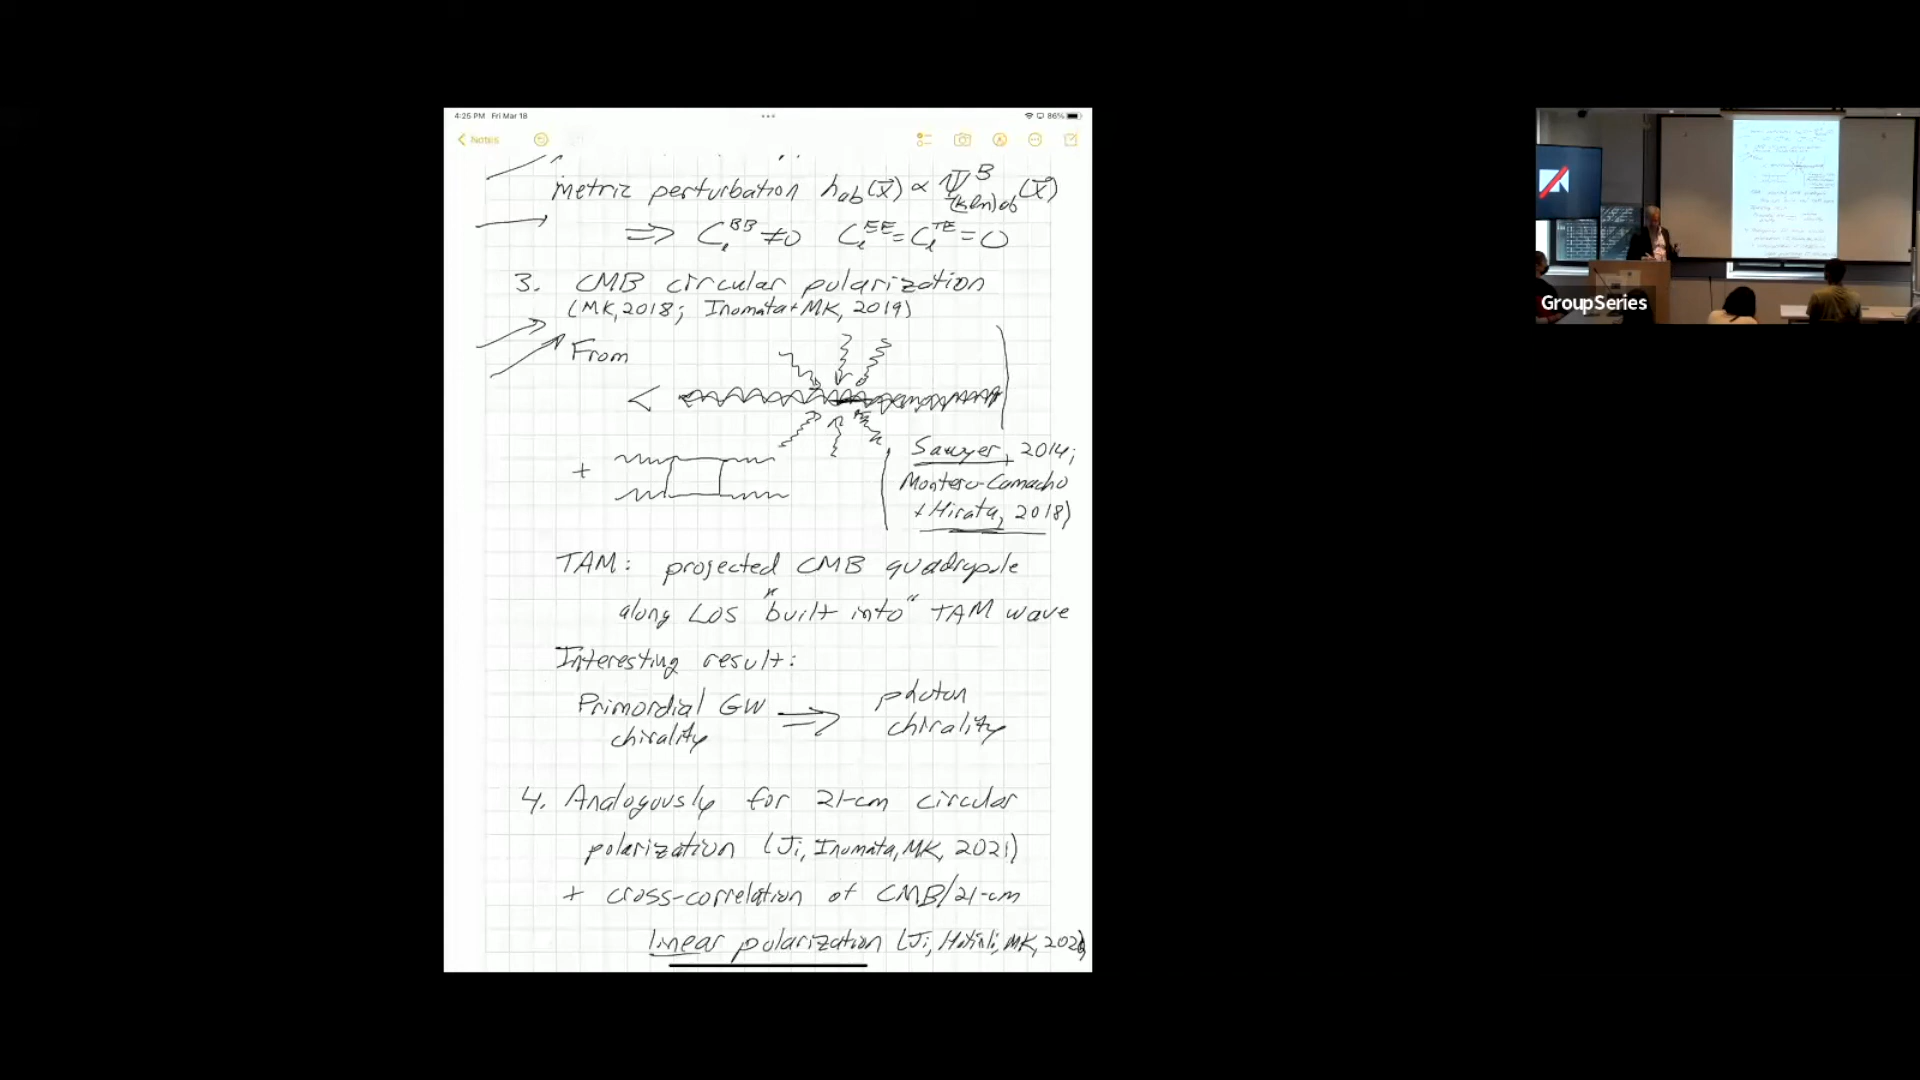 4:25 PM Fri Mar 18
86%
Notes
metric perturbation h_ab(x⃗) ∝ Ψ^B_(klm)ab(x⃗)
⇒ C_l^BB ≠ 0 C_l^EE = C_l^TE = 0
3. CMB circular polarization
(MK, 2018; Inomata + MK, 2019)
From
+
Sawyer, 2014;
Montero-Camacho
+ Hirata, 2018)
TAM: projected CMB quadrupole
along LOS "built into" TAM wave
Interesting result:
Primordial GW chirality ⇒ photon chirality
4. Analogously for 21-cm circular
polarization (Ji, Inomata, MK, 2021)
+ cross-correlation of CMB/21-cm
linear polarization (Ji, Hotinli, MK,
GroupSeries